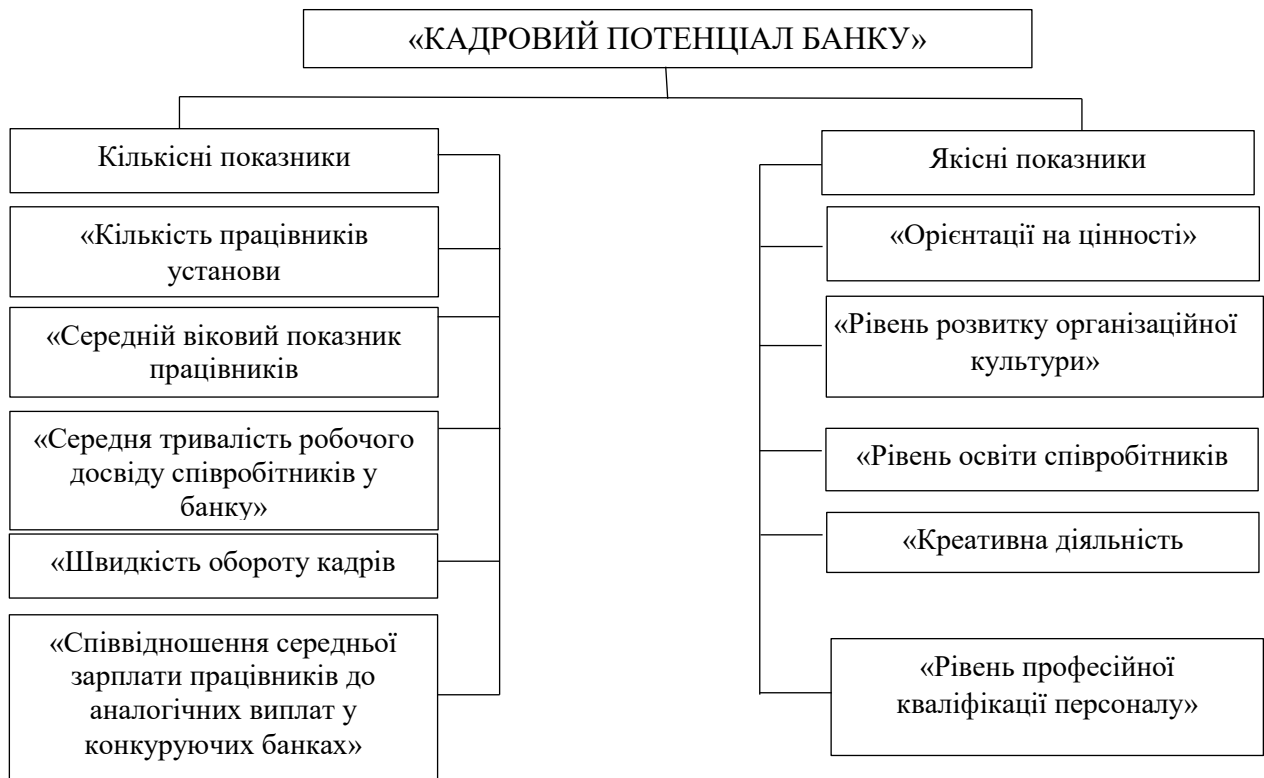 «КАДРОВИЙ ПОТЕНЦІАЛ БАНКУ»
Кількісні показники
«Кількість працівників
установи
«Середній віковий показник
працівників
«Середня тривалість робочого
досвіду співробітників у
банку»
«Швидкість обороту кадрів
«Співвідношення середньої
зарплати працівників до
аналогічних виплат у
конкуруючих банках»
Якісні показники
«Орієнтації на цінності»
«Рівень розвитку організаційної
культури»
«Рівень освіти співробітників
«Креативна діяльність
«Рівень професійної
кваліфікації персоналу»